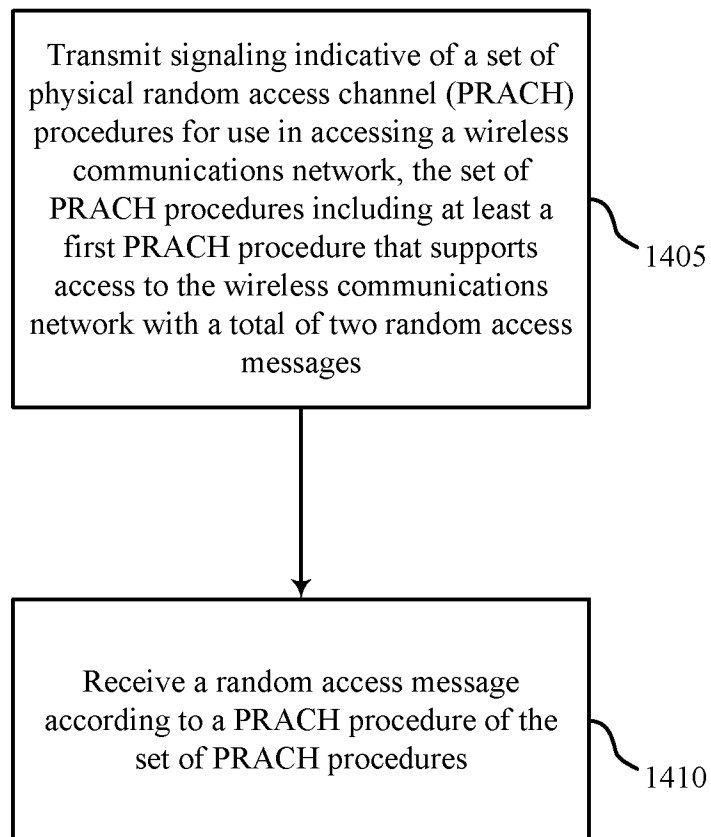 Transmit signaling indicative of a set of
physical random access channel (PRACH)
procedures for use in accessing a wireless
communications network, the set of
PRACH procedures including at least a
first PRACH procedure that supports
access to the wireless communications
network with a total of two random access
messages
1405
Receive a random access message
according to a PRACH procedure of the
set of PRACH procedures
1410